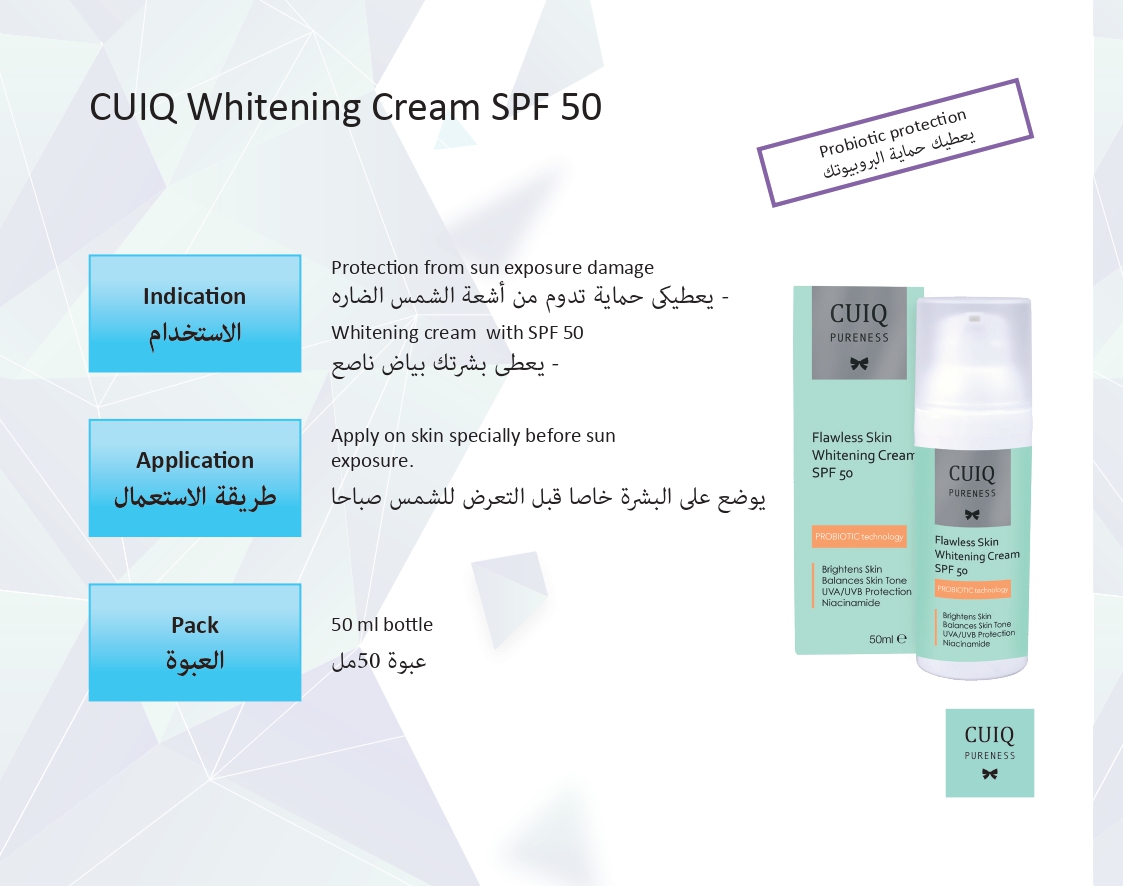 CUIQ Whitening Cream SPF 50
Probiotic protection
يعطيك حماية البروبيوتك
Indication
الاستخدام
Protection from sun exposure damage
- يعطيكى حماية تدوم من أشعة الشمس الضاره
Whitening cream with SPF 50
- يعطى بشرتك بياض ناصع
Application
طريقة الاستعمال
Apply on skin specially before sun
exposure.
يوضع على البشرة خاصا قبل التعرض للشمس صباحا
Pack
العبوة
50 ml bottle
عبوة 50مل
CUIQ
PURENESS
Flawless Skin
Whitening Cream
SPF 50
PROBIOTIC technology
Brightens Skin
Balances Skin Tone
UVA/UVB Protection
Niacinamide
50ml ℮
CUIQ
PURENESS
Flawless Skin
Whitening Cream
SPF 50
PROBIOTIC technology
Brightens Skin
Balances Skin Tone
UVA/UVB Protection
Niacinamide
CUIQ
PURENESS